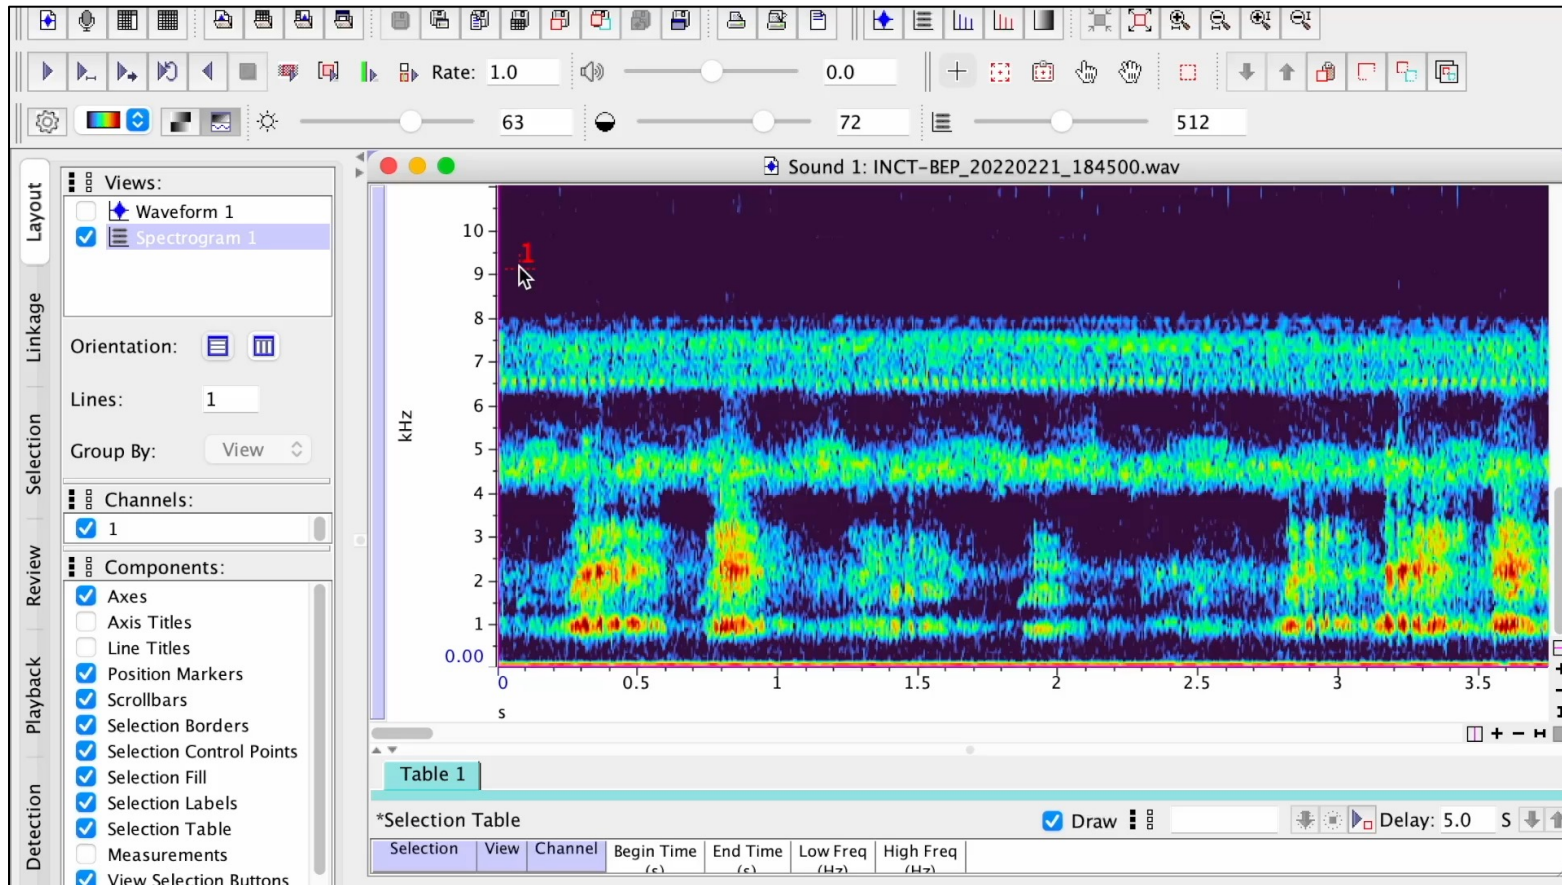 Rate: 1.0 0.0
63 72 512
Sound 1: INCT-BEP_20220221_184500.wav
Layout
Linkage
Selection
Review
Playback
Detection
Views:
Waveform 1
Spectrogram 1
Orientation:
Lines: 1
Group By: View
Channels:
1
Components:
Axes
Axis Titles
Line Titles
Position Markers
Scrollbars
Selection Borders
Selection Control Points
Selection Fill
Selection Labels
Selection Table
Measurements
View Selection Buttons
kHz
10
9
8
7
6
5
4
3
2
1
0.00
1
0 0.5 1 1.5 2 2.5 3 3.5
s
Table 1
*Selection Table Draw Delay: 5.0 S
Selection View Channel Begin Time (s) End Time (s) Low Freq (Hz) High Freq (Hz)